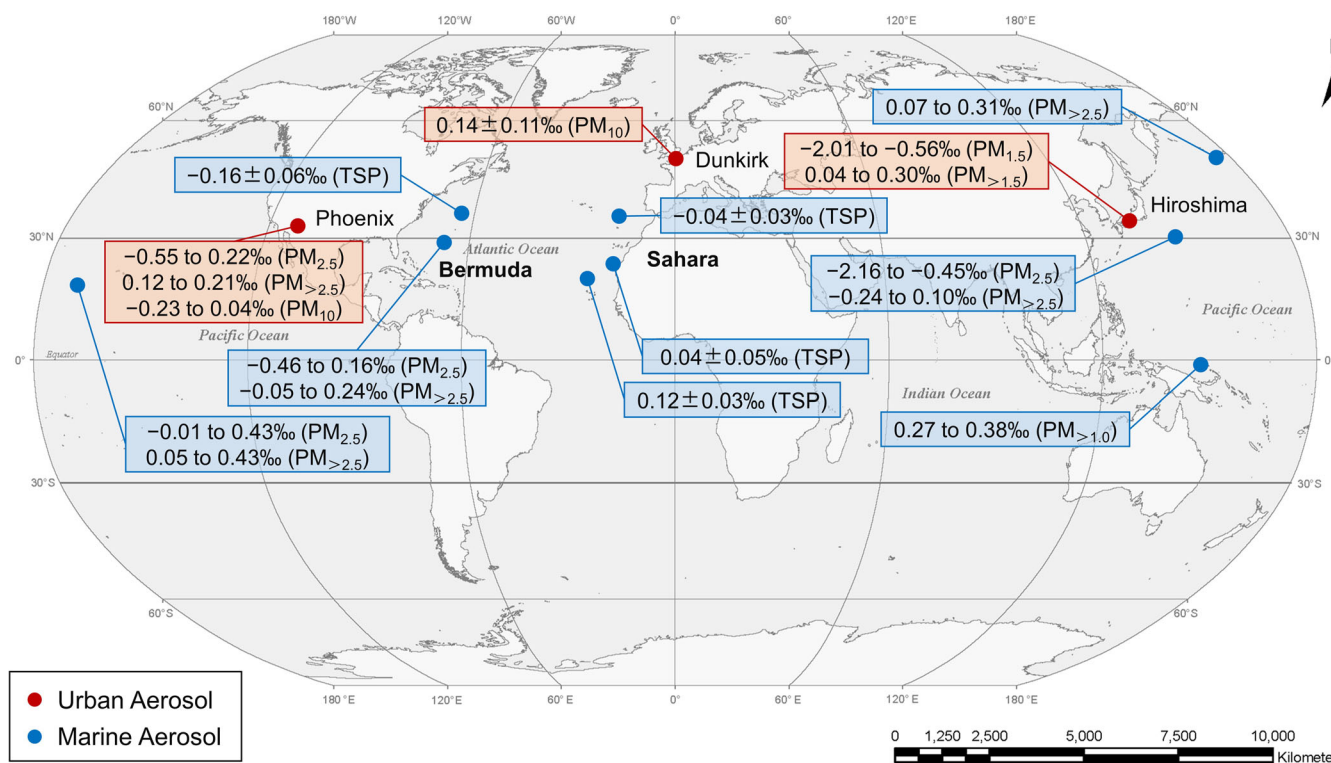 180°W 120°W 60°W 0° 60°E 120°E 180°E
60°N
60°N
0.07 to 0.31‰ (PM>2.5)
0.14±0.11‰ (PM10)
Dunkirk
−2.01 to −0.56‰ (PM1.5)
0.04 to 0.30‰ (PM>1.5)
−0.16±0.06‰ (TSP)
Phoenix
−0.04±0.03‰ (TSP)
Hiroshima
30°N
30°N
Atlantic Ocean
Bermuda
Sahara
−0.55 to 0.22‰ (PM2.5)
0.12 to 0.21‰ (PM>2.5)
−0.23 to 0.04‰ (PM10)
−2.16 to −0.45‰ (PM2.5)
−0.24 to 0.10‰ (PM>2.5)
Pacific Ocean
Pacific Ocean
Equator
0°
0
0.04±0.05‰ (TSP)
−0.46 to 0.16‰ (PM2.5)
−0.05 to 0.24‰ (PM>2.5)
0.12±0.03‰ (TSP)
Indian Ocean
0.27 to 0.38‰ (PM>1.0)
−0.01 to 0.43‰ (PM2.5)
0.05 to 0.43‰ (PM>2.5)
30°S
30°S
60°S
60°S
180°E 120°E 60°E 0° 60°E 120°E 180°E
Urban Aerosol
Marine Aerosol
0 1,250 2,500 5,000 7,500 10,000
Kilomete